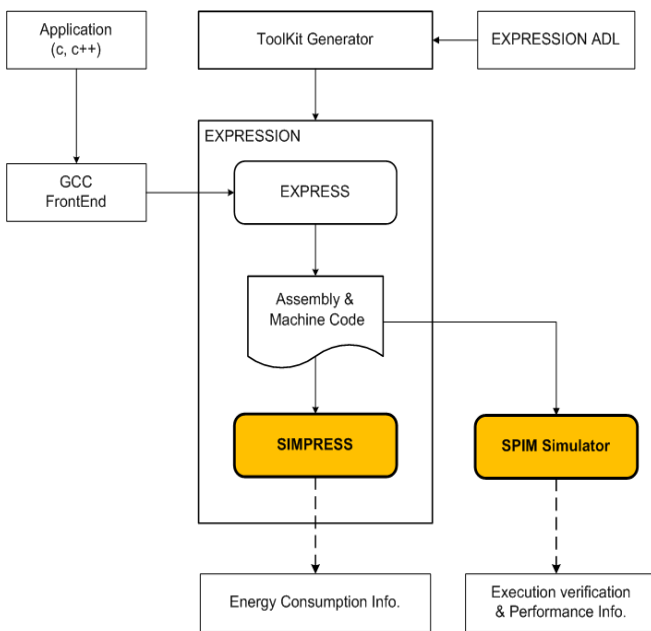 Application
(c, c++)
ToolKit Generator
EXPRESSION ADL
EXPRESSION
GCC
FrontEnd
EXPRESS
Assembly &
Machine Code
SIMPRESS
SPIM Simulator
Energy Consumption Info.
Execution verification
& Performance Info.